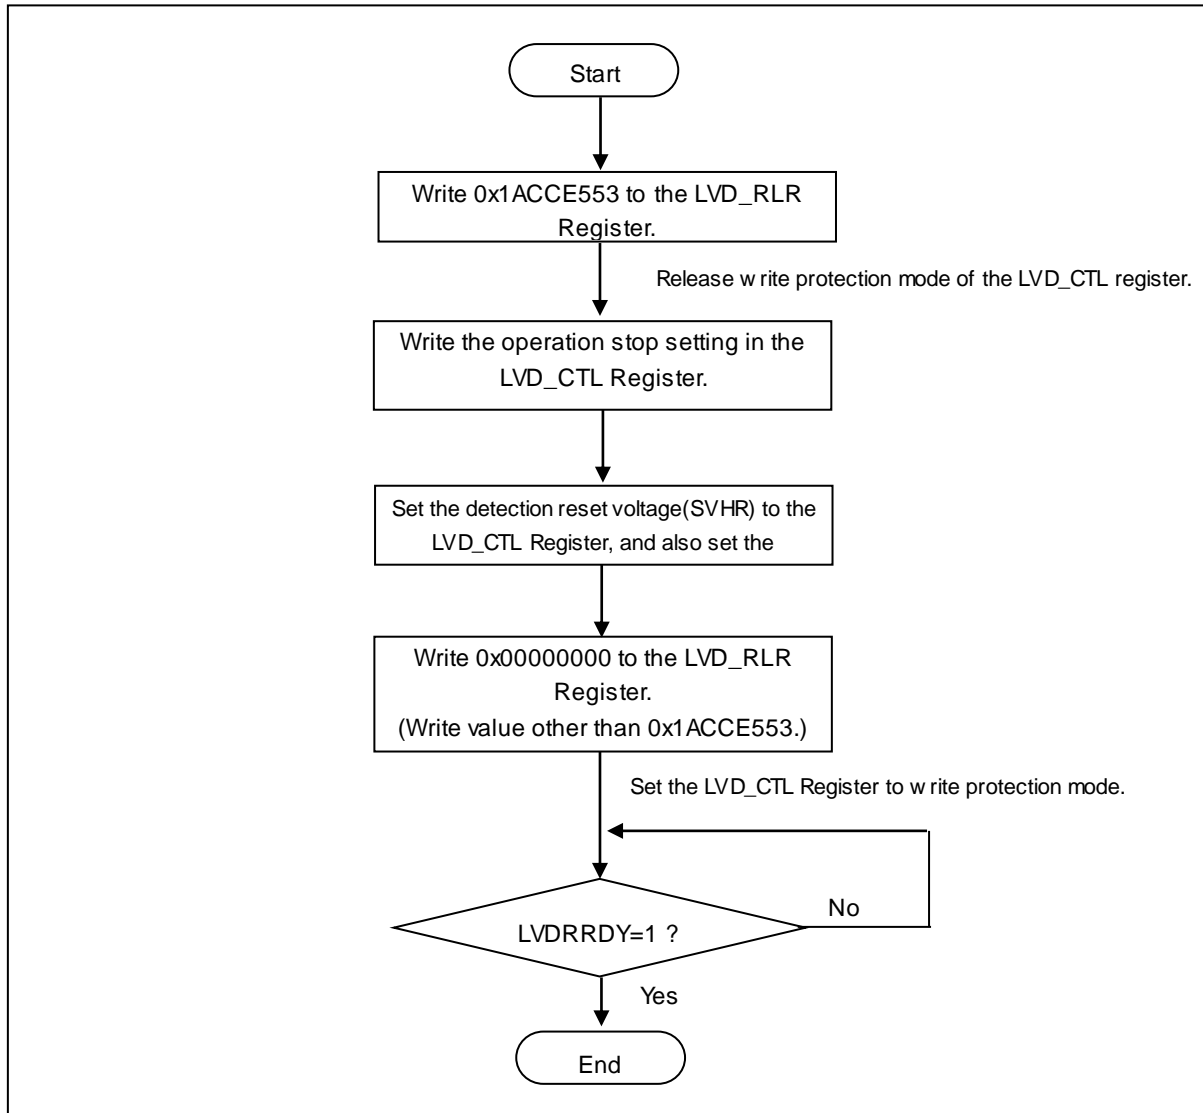 Start
Write 0x1ACCE553 to the LVD_RLR
Register.
Release write protection mode of the LVD_CTL register.
Write the operation stop setting in the
LVD_CTL Register.
Set the detection reset voltage(SVHR) to the
LVD_CTL Register, and also set the
Write 0x00000000 to the LVD_RLR
Register.
(Write value other than 0x1ACCE553.)
Set the LVD_CTL Register to write protection mode.
No
LVDRRDY=1 ?
Yes
End